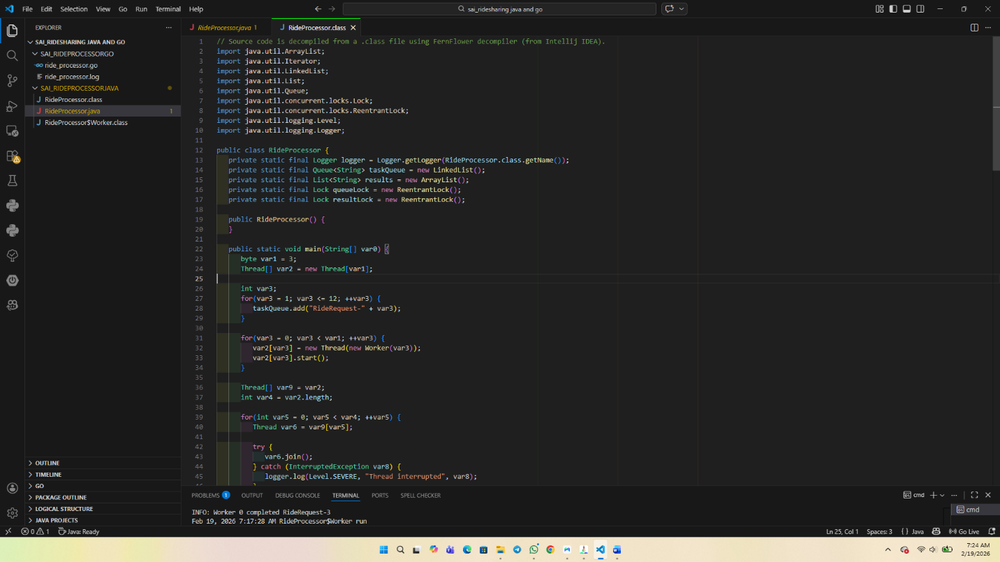 File Edit Selection View Go Run Terminal Help
sai_ridesharing java and go
EXPLORER
SAI_RIDESHARING JAVA AND GO
SAI_RIDEPROCESSORGO
ride_processor.go
ride_processor.log
SAI_RIDEPROCESSORJAVA
RideProcessor.class
RideProcessor.java 1
RideProcessor$Worker.class
OUTLINE
TIMELINE
GO
PACKAGE OUTLINE
LOGICAL STRUCTURE
JAVA PROJECTS
RideProcessor.java 1
RideProcessor.class
1 // Source code is decompiled from a .class file using FernFlower decompiler (from Intellij IDEA).
2 import java.util.ArrayList;
3 import java.util.Iterator;
4 import java.util.LinkedList;
5 import java.util.List;
6 import java.util.Queue;
7 import java.util.concurrent.locks.Lock;
8 import java.util.concurrent.locks.ReentrantLock;
9 import java.util.logging.Level;
10 import java.util.logging.Logger;
11
12 public class RideProcessor {
13 private static final Logger logger = Logger.getLogger(RideProcessor.class.getName());
14 private static final Queue<String> taskQueue = new LinkedList();
15 private static final List<String> results = new ArrayList();
16 private static final Lock queueLock = new ReentrantLock();
17 private static final Lock resultLock = new ReentrantLock();
18
19 public RideProcessor() {
20 }
21
22 public static void main(String[] var0) {
23 byte var1 = 3;
24 Thread[] var2 = new Thread[var1];
25
26 int var3;
27 for(var3 = 1; var3 <= 12; ++var3) {
28 taskQueue.add("RideRequest-" + var3);
29 }
30
31 for(var3 = 0; var3 < var1; ++var3) {
32 var2[var3] = new Thread(new Worker(var3));
33 var2[var3].start();
34 }
35
36 Thread[] var9 = var2;
37 int var4 = var2.length;
38
39 for(int var5 = 0; var5 < var4; ++var5) {
40 Thread var6 = var9[var5];
41
42 try {
43 var6.join();
44 } catch (InterruptedException var8) {
45 logger.log(Level.SEVERE, "Thread interrupted", var8);
PROBLEMS 1 OUTPUT DEBUG CONSOLE TERMINAL PORTS SPELL CHECKER
cmd
INFO: Worker 0 completed RideRequest-3
Feb 19, 2026 7:17:28 AM RideProcessor$Worker run
cmd
0 1 Java: Ready
Ln 25, Col 1 Spaces: 3 { } Java Go Live
7:24 AM
2/19/2026